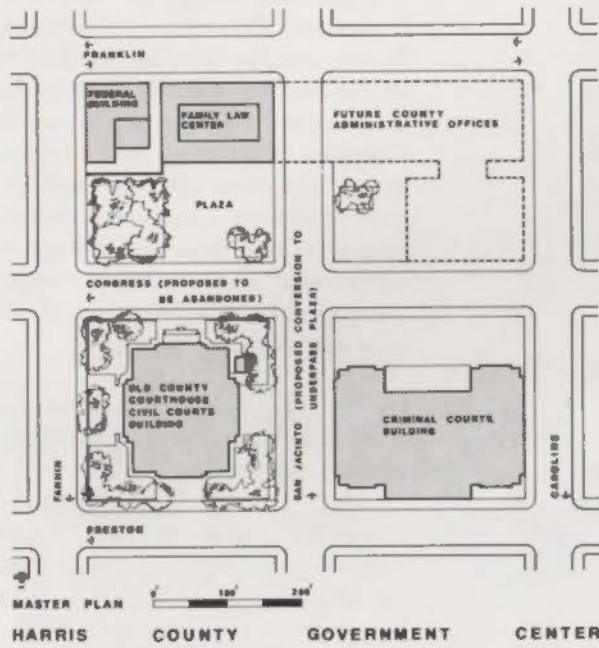 FRANKLIN
FEDERAL
BUILDING
FAMILY LAW
CENTER
FUTURE COUNTY
ADMINISTRATIVE OFFICES
PLAZA
CONGRESS (PROPOSED TO
BE ABANDONED)
SAN JACINTO (PROPOSED CONVERSION TO
UNDERPASS PLAZA)
OLD COUNTY
COURTHOUSE
CIVIL COURTS
BUILDING
CRIMINAL COURTS
BUILDING
FANNIN
CAROLINE
PRESTON
0' 100' 200'
MASTER PLAN
HARRIS COUNTY GOVERNMENT CENTER